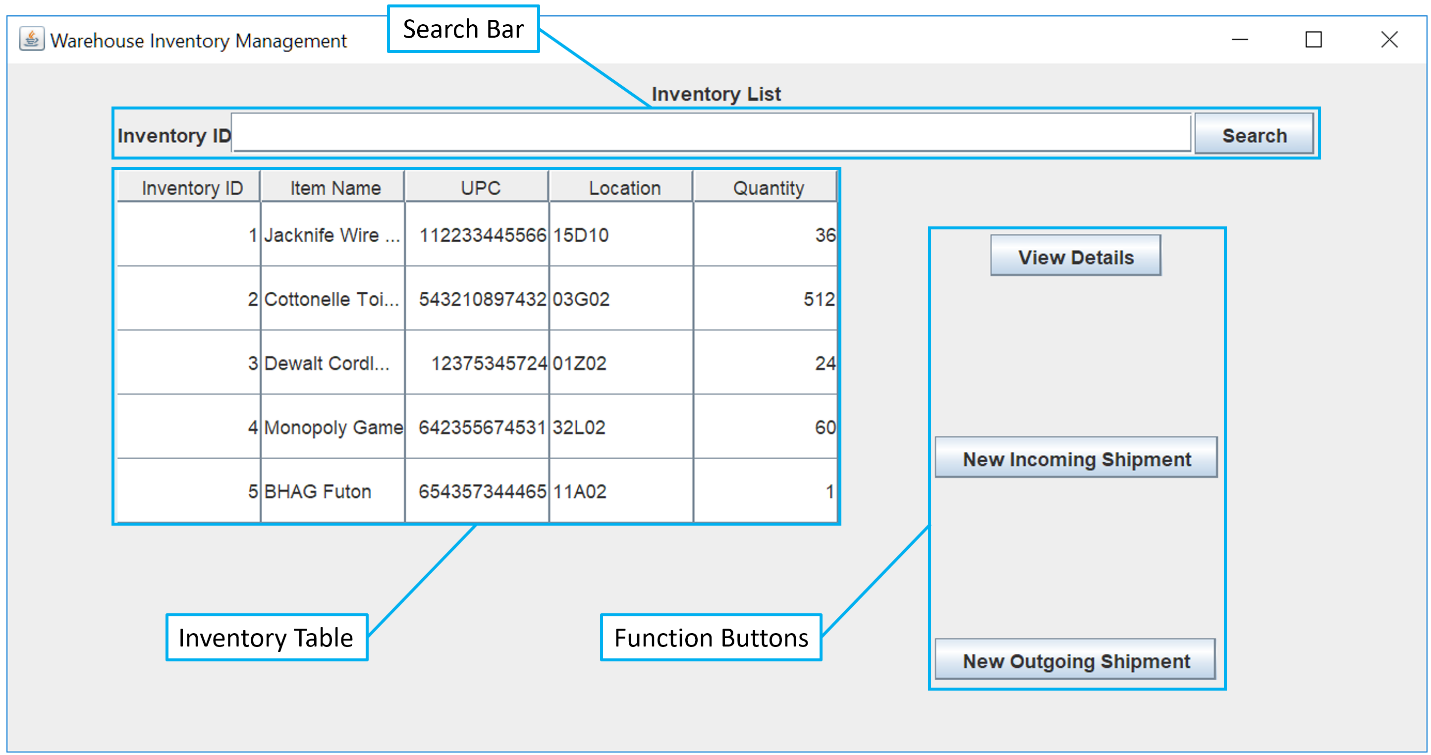 Search Bar
Warehouse Inventory Management
Inventory List
Inventory ID Search
Inventory ID Item Name UPC Location Quantity
1 Jacknife Wire ... 112233445566 15D10 36
2 Cottonelle Toi... 543210897432 03G02 512
3 Dewalt Cordl... 12375345724 01Z02 24
4 Monopoly Game 642355674531 32L02 60
5 BHAG Futon 654357344465 11A02 1
View Details
New Incoming Shipment
New Outgoing Shipment
Inventory Table
Function Buttons